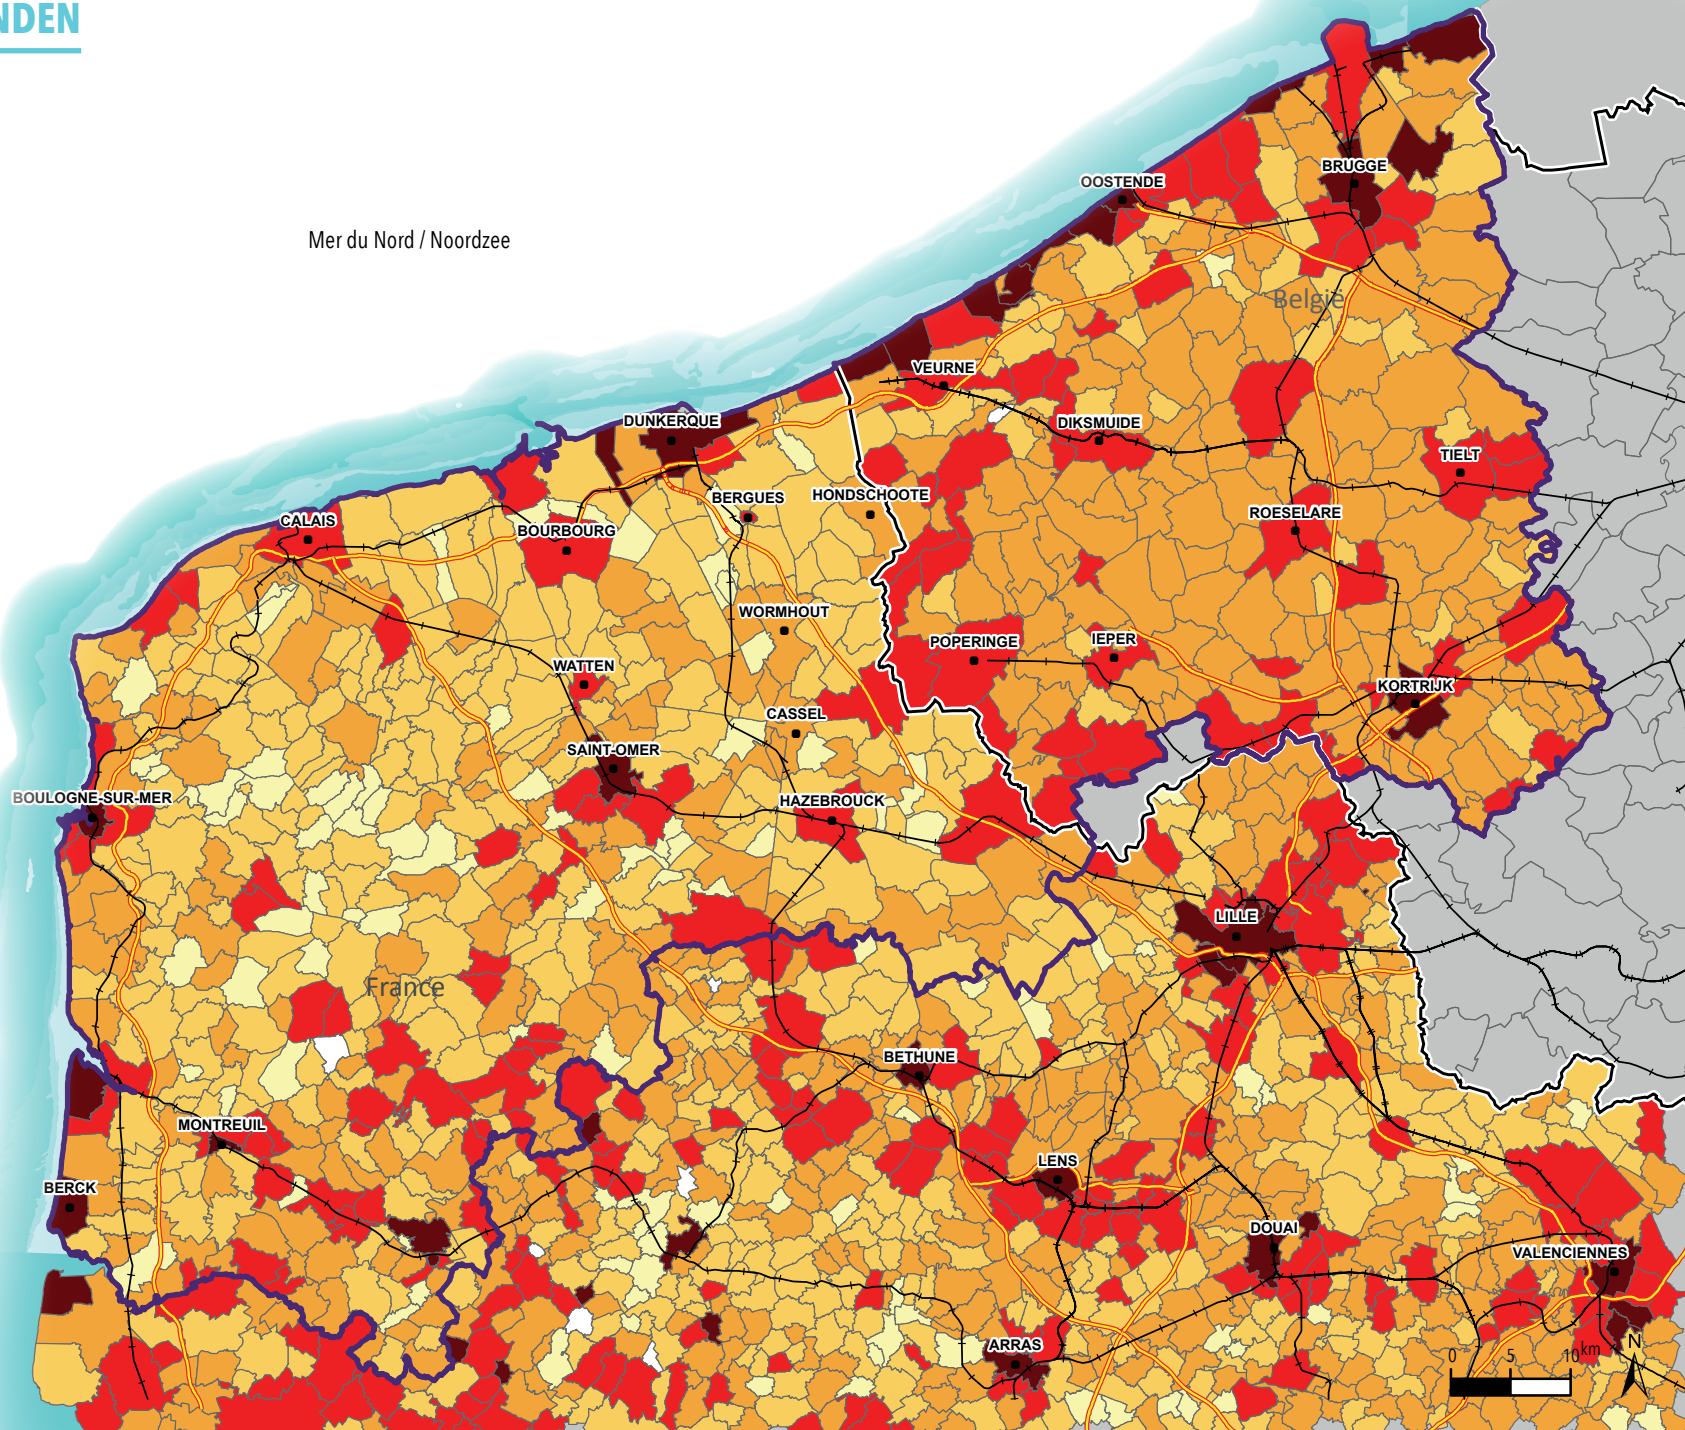 NDEN
BRUGGE
OOSTENDE
Mer du Nord / Noordzee
België
VEURNE
DUNKERQUE
DIKSMUIDE
TIELT
BERGUES
HONDSCHOOTE
ROESELARE
CALAIS
BOURBOURG
WORMHOUT
POPERINGE
IEPER
WATTEN
KORTRIJK
CASSEL
SAINT-OMER
BOULOGNE-SUR-MER
HAZEBROUCK
LILLE
France
BETHUNE
MONTREUIL
LENS
BERCK
DOUAI
VALENCIENNES
ARRAS
N
0 5 10 km